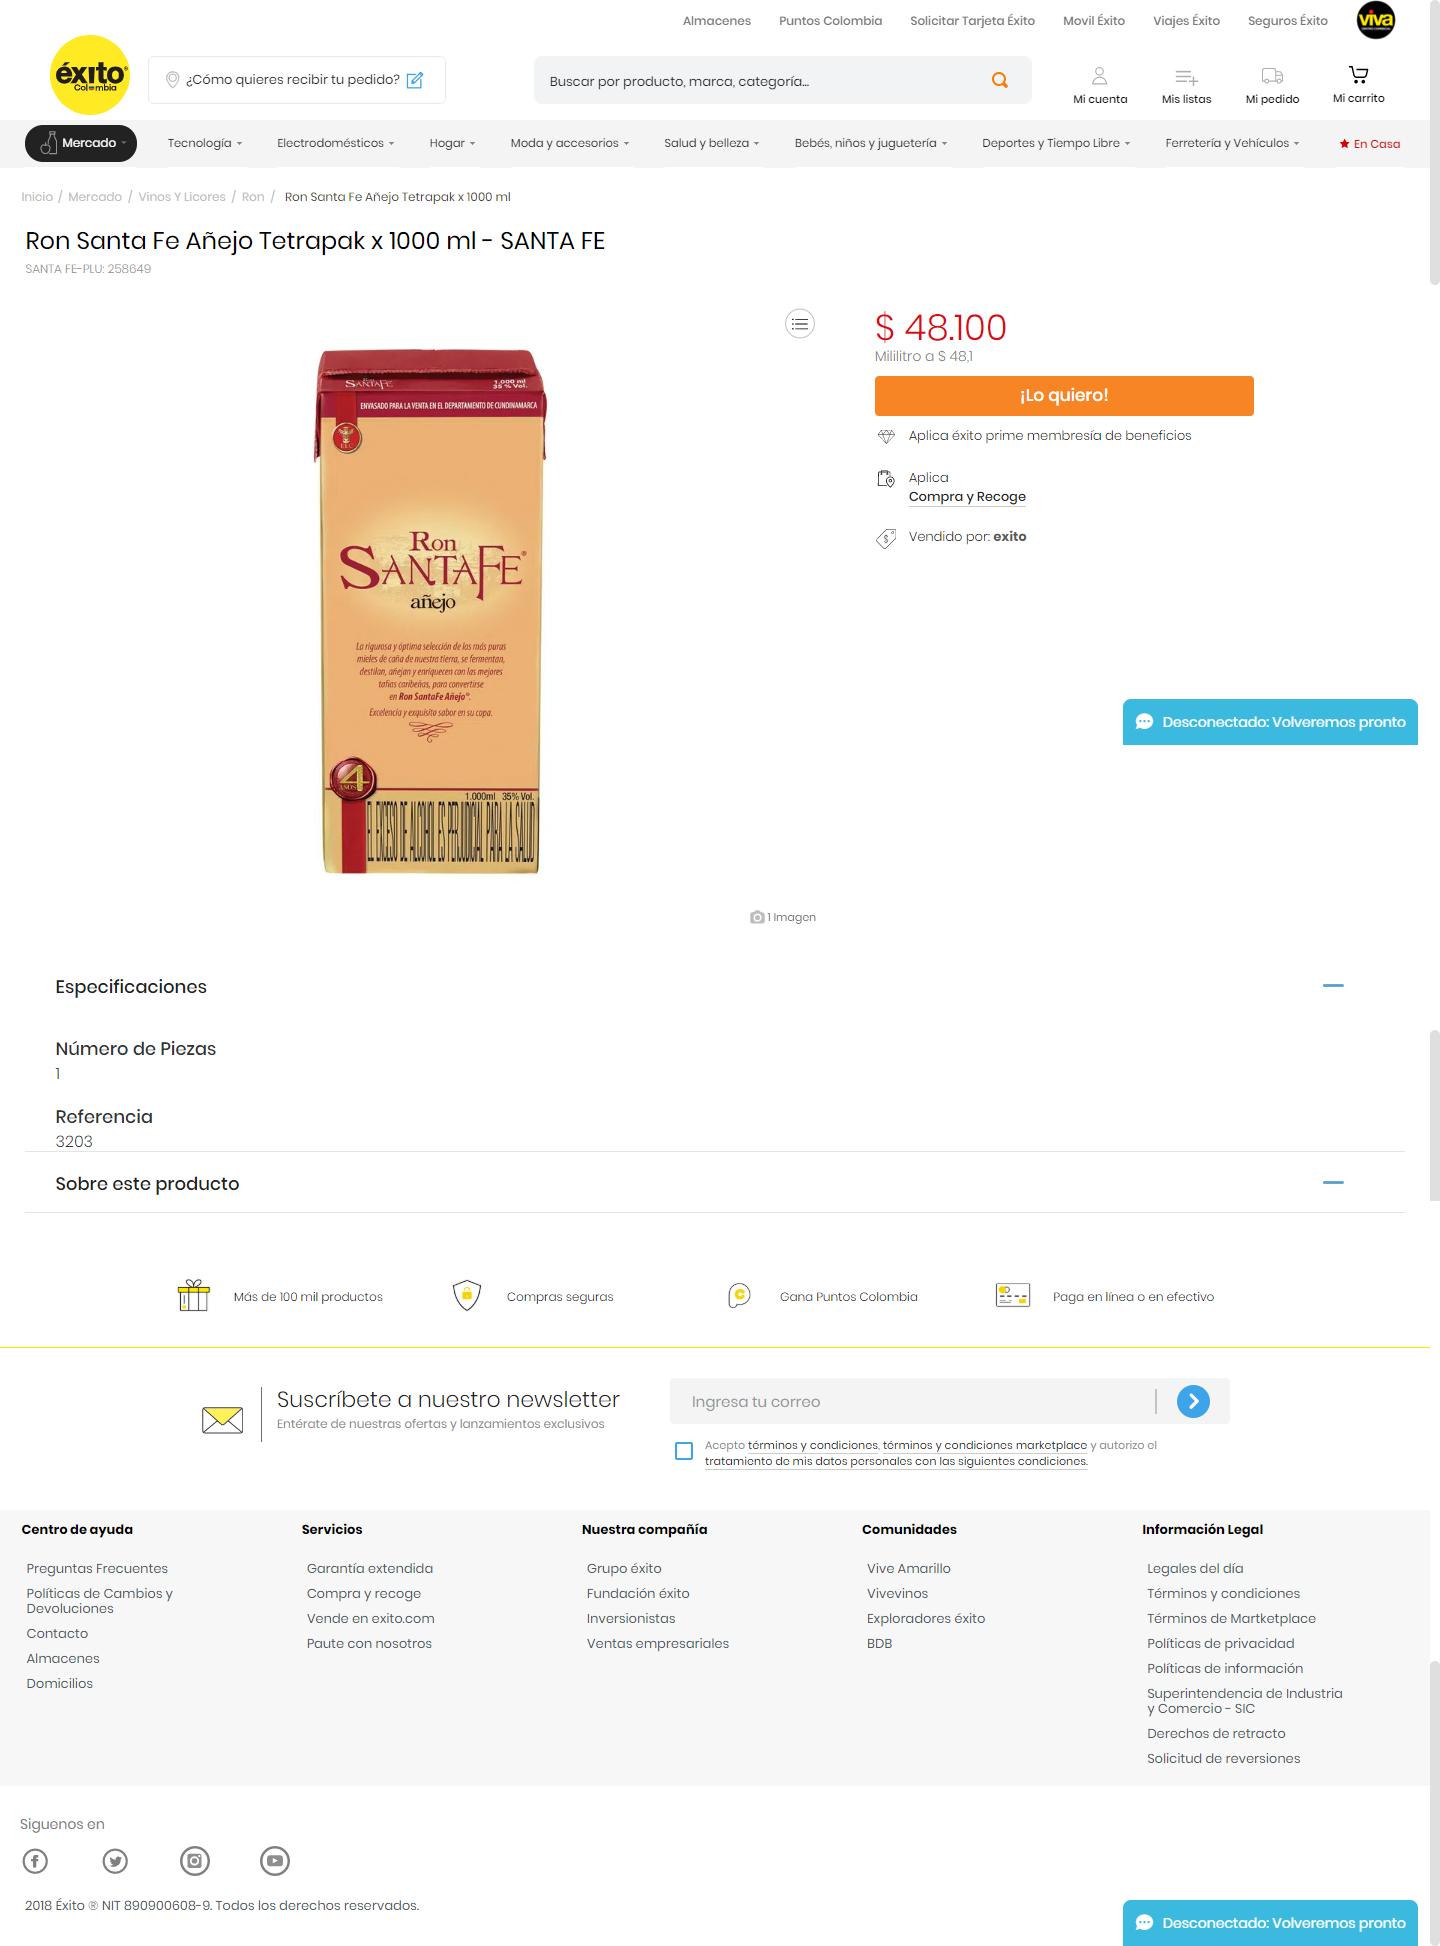 Almacenes Puntos Colombia Solicitar Tarjeta Éxito Movil Éxito Viajes Éxito Seguros Éxito viva
éxito
Colombia
¿Cómo quieres recibir tu pedido?
Buscar por producto, marca, categoría...
Mi cuenta Mis listas Mi pedido Mi carrito
Mercado Tecnología Electrodomésticos Hogar Moda y accesorios Salud y belleza Bebés, niños y juguetería Deportes y Tiempo Libre Ferretería y Vehículos En Casa
Inicio / Mercado / Vinos Y Licores / Ron / Ron Santa Fe Añejo Tetrapak x 1000 ml
Ron Santa Fe Añejo Tetrapak x 1000 ml - SANTA FE
SANTA FE-PLU: 258649
SANTAFE
1.000 ml
35 % Vol.
ENVASADO PARA LA VENTA EN EL DEPARTAMENTO DE CUNDINAMARCA
Ron
SANTAFE®
añejo
La rigurosa y óptima selección de las más puras
mieles de caña de nuestra tierra, se fermentan,
destilan, añejan y enriquecen con las mejores
tafias caribeñas, para convertirse
en Ron SantaFe Añejo®.
Excelencia y exquisito sabor en su copa.
4
AÑOS
1.000ml 35% Vol.
EL EXCESO DE ALCOHOL ES PERJUDICIAL PARA LA SALUD
1 Imagen
$ 48.100
Mililitro a $ 48,1
¡Lo quiero!
Aplica éxito prime membresía de beneficios
Aplica
Compra y Recoge
Vendido por: exito
Desconectado: Volveremos pronto
Especificaciones
Número de Piezas
1
Referencia
3203
Sobre este producto
Más de 100 mil productos
Compras seguras
Gana Puntos Colombia
Paga en línea o en efectivo
Suscríbete a nuestro newsletter
Entérate de nuestras ofertas y lanzamientos exclusivos
Ingresa tu correo
Acepto términos y condiciones, términos y condiciones marketplace y autorizo el
tratamiento de mis datos personales con las siguientes condiciones.
Centro de ayuda
Preguntas Frecuentes
Políticas de Cambios y
Devoluciones
Contacto
Almacenes
Domicilios
Servicios
Garantía extendida
Compra y recoge
Vende en exito.com
Paute con nosotros
Nuestra compañía
Grupo éxito
Fundación éxito
Inversionistas
Ventas empresariales
Comunidades
Vive Amarillo
Vivevinos
Exploradores éxito
BDB
Información Legal
Legales del día
Términos y condiciones
Términos de Martketplace
Políticas de privacidad
Políticas de información
Superintendencia de Industria
y Comercio - SIC
Derechos de retracto
Solicitud de reversiones
Siguenos en
2018 Éxito ® NIT 890900608-9. Todos los derechos reservados.
Desconectado: Volveremos pronto